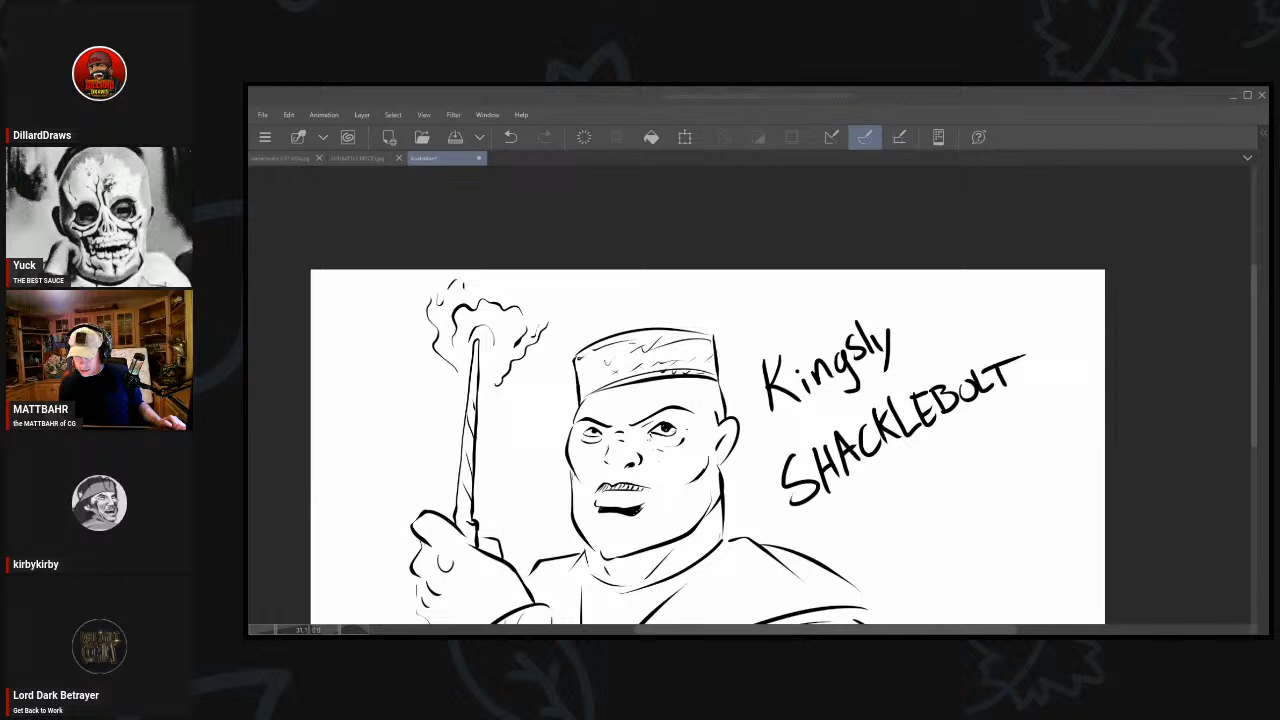 DillardDraws
Yuck
THE BEST SAUCE
MATTBAHR
the MATTBAHR of CG
kirbykirby
Lord Dark Betrayer
Get Back to Work
File Edit Animation Layer Select View Filter Window Help
Kingsly
SHACKLEBOLT